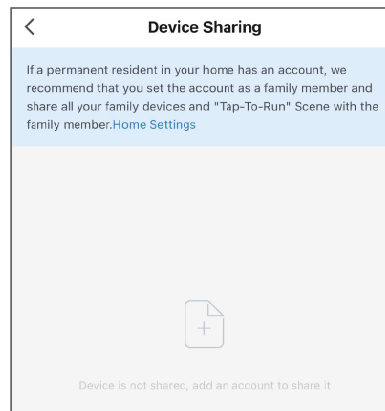 Device Sharing
If a permanent resident in your home has an account, we
recommend that you set the account as a family member and
share all your family devices and "Tap-To-Run" Scene with the
family member.Home Settings
Device is not shared, add an account to share it